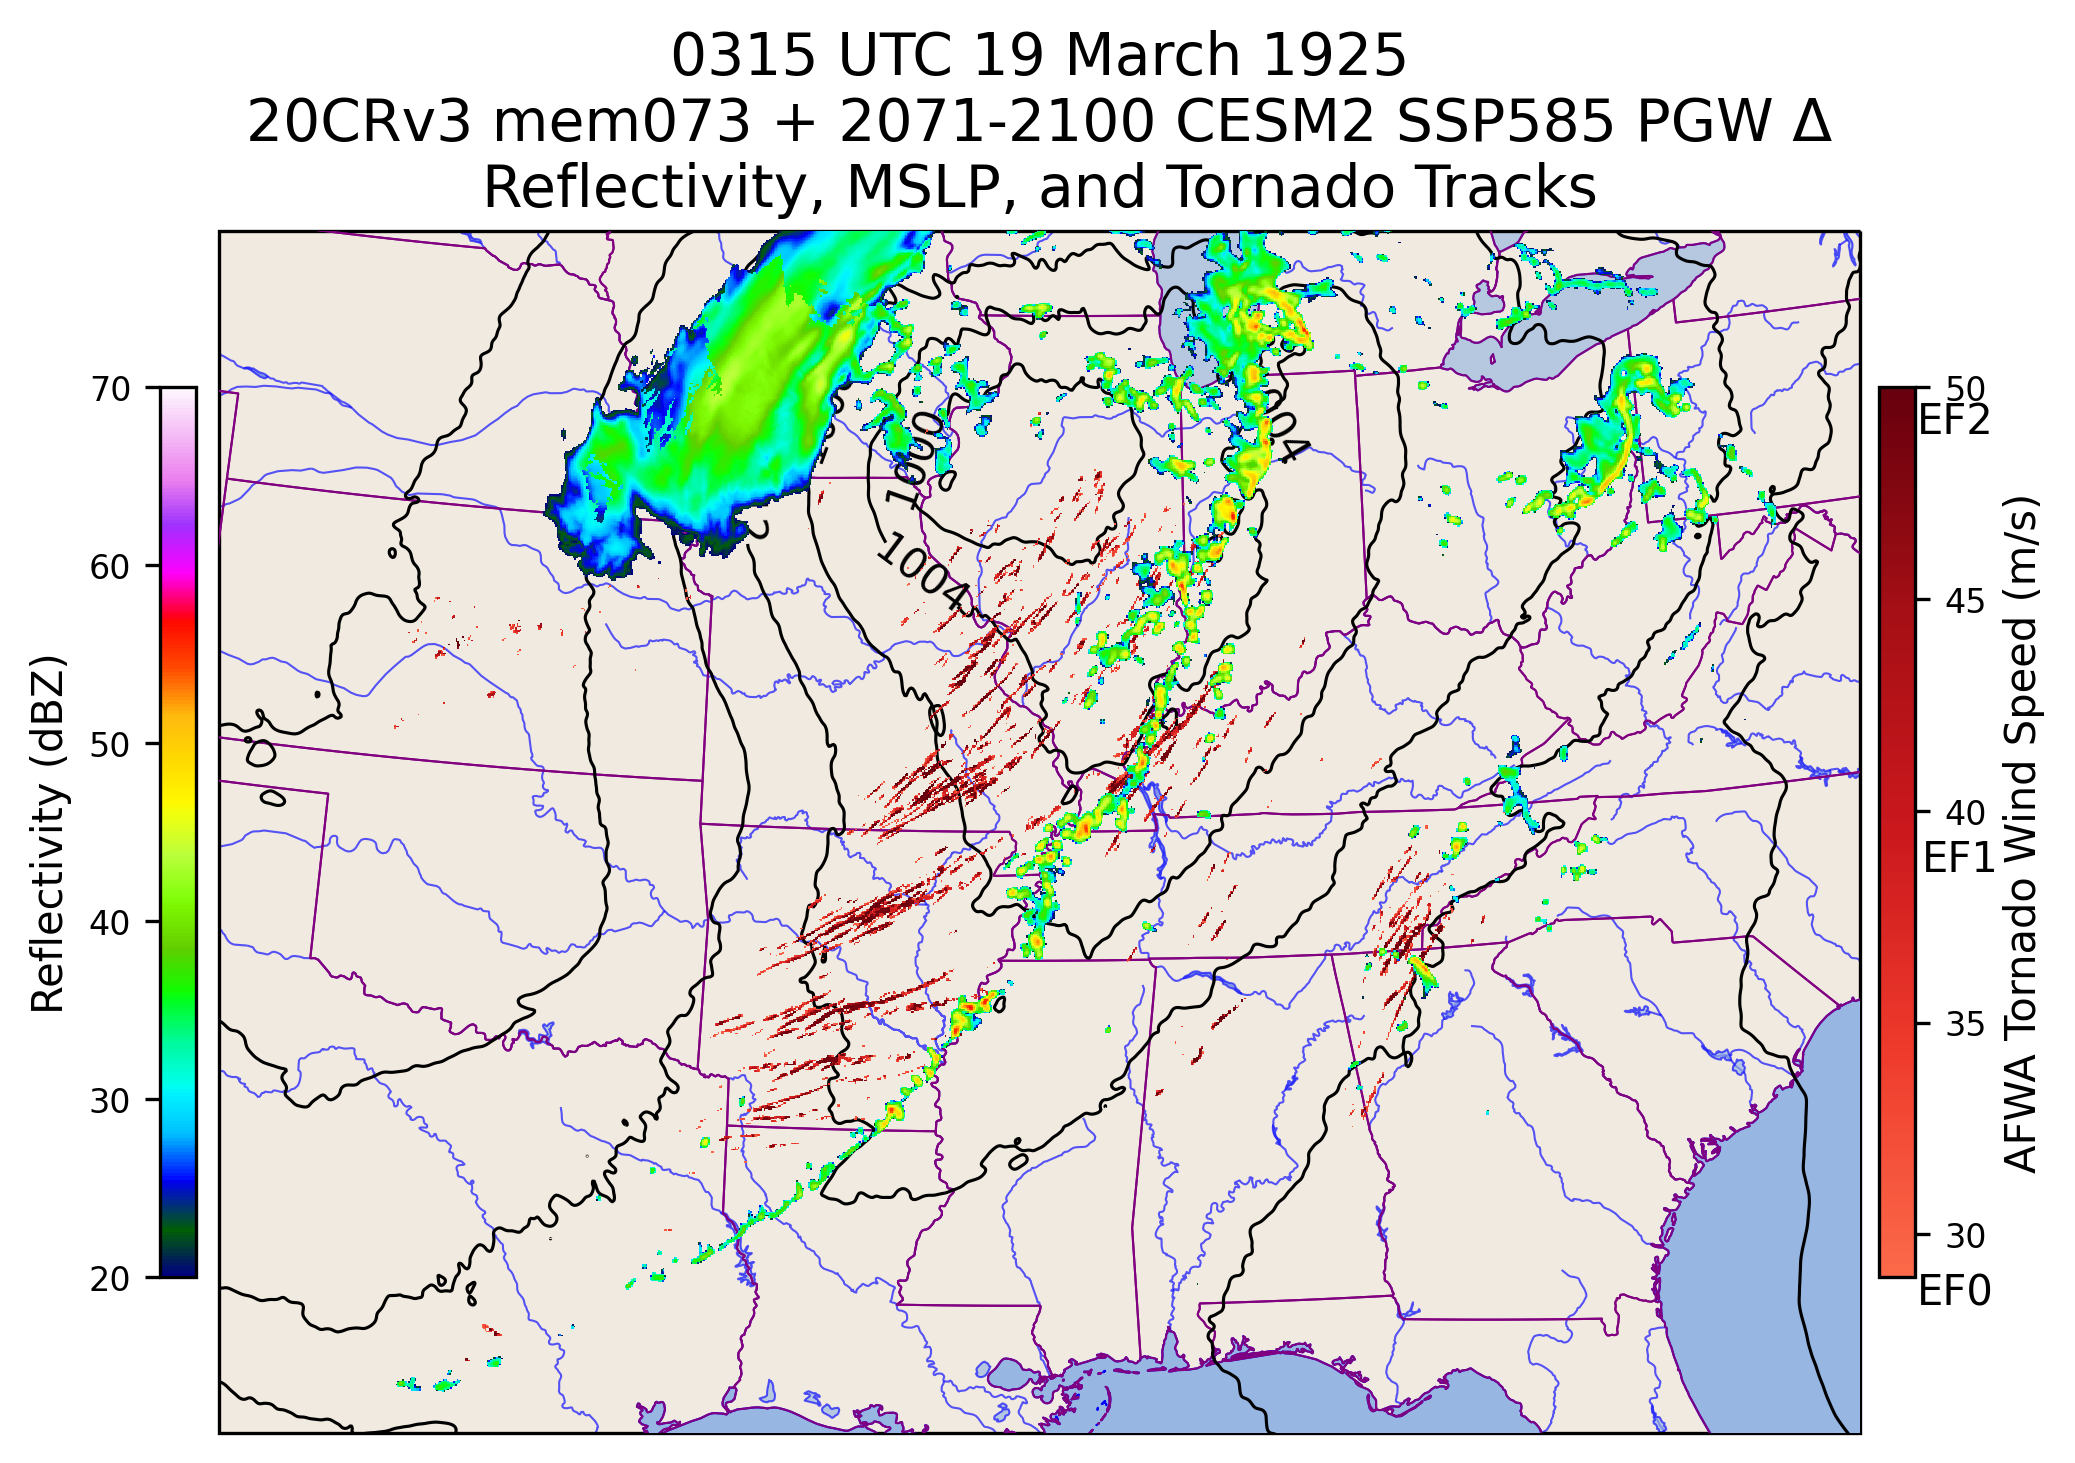 0315 UTC 19 March 1925
20CRv3 mem073 + 2071-2100 CESM2 SSP585 PGW Δ
Reflectivity, MSLP, and Tornado Tracks
70
60
50
40
30
20
Reflectivity (dBZ)
1000
1004
50
EF2
45
40
EF1
35
30
EF0
AFWA Tornado Wind Speed (m/s)